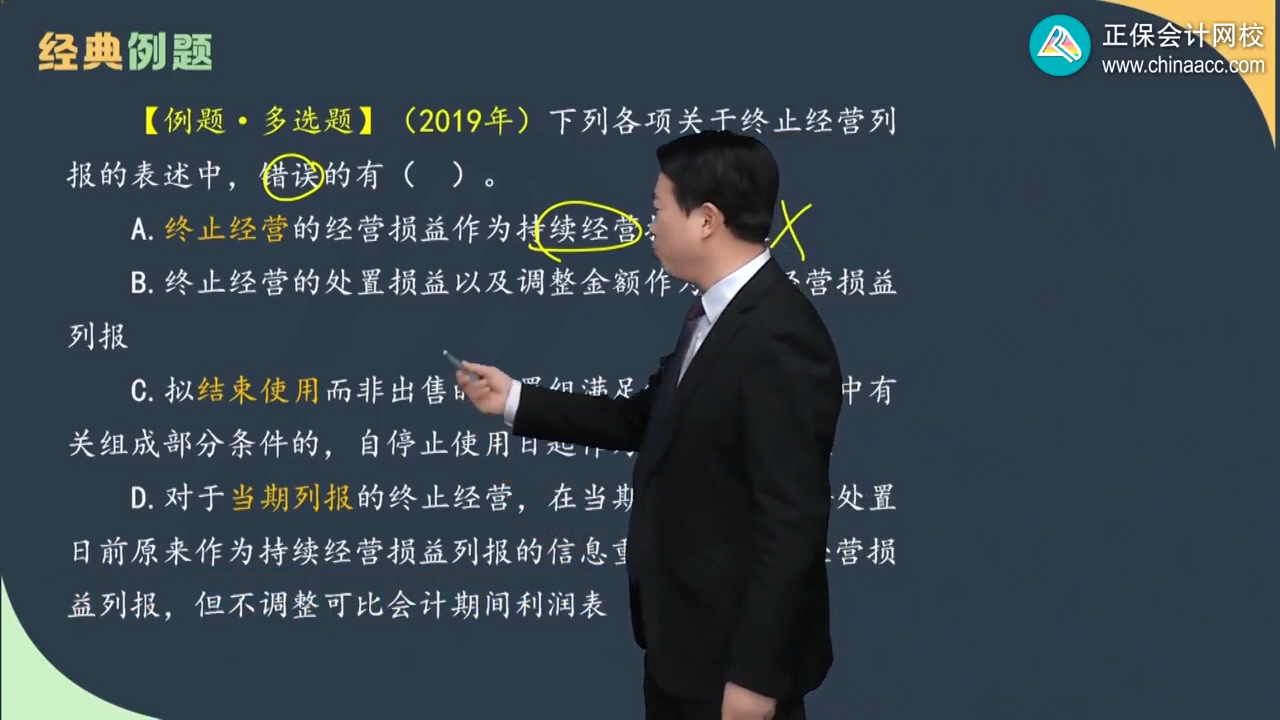 经典例题
正保会计网校
www.chinaacc.com
【例题·多选题】（2019年）下列各项关于终止经营列
报的表述中，错误的有（ ）。
A. 终止经营的经营损益作为持续经营
B. 终止经营的处置损益以及调整金额作 经营损益
列报
C. 拟结束使用而非出售的 置组满足 中有
关组成部分条件的，自停止使用日起作
D. 对于当期列报的终止经营，在当期 处置
日前原来作为持续经营损益列报的信息重 经营损
益列报，但不调整可比会计期间利润表